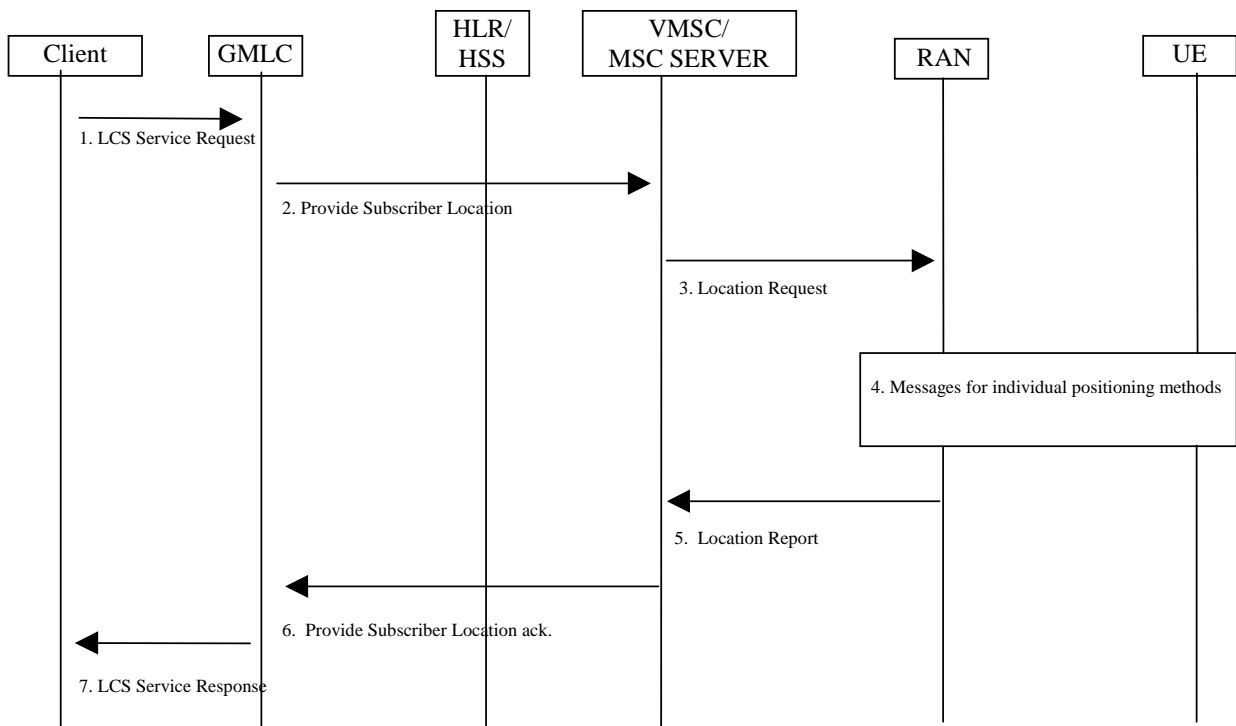 Client
GMLC
HLR/
HSS
VMSC/
MSC SERVER
RAN
UE
1. LCS Service Request
2. Provide Subscriber Location
3. Location Request
4. Messages for individual positioning methods
5. Location Report
6. Provide Subscriber Location ack.
7. LCS Service Response